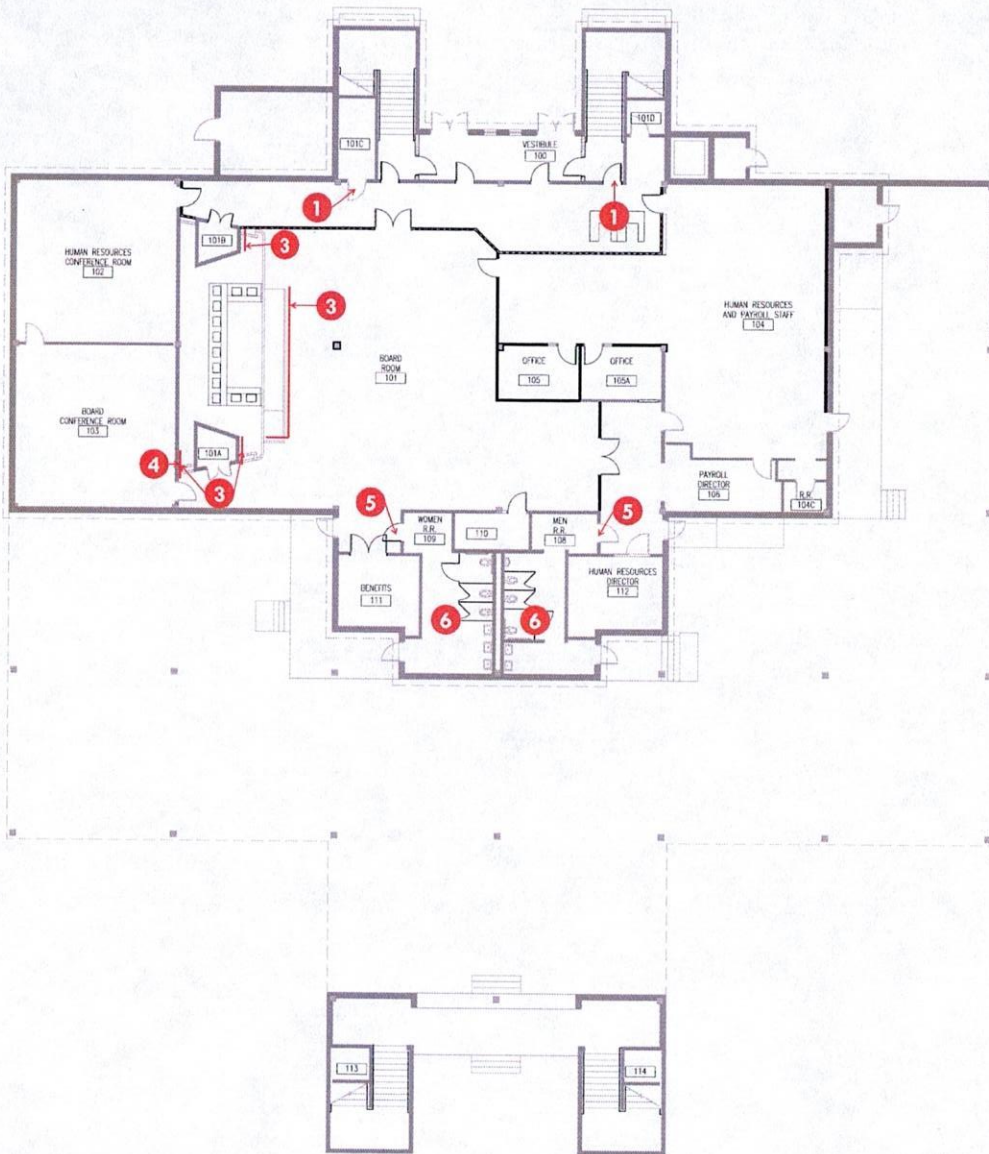 101C
VESTIBULE
100
101D
1
1
101B
3
HUMAN RESOURCES
CONFERENCE ROOM
102
3
HUMAN RESOURCES
AND PAYROLL STAFF
104
BOARD
ROOM
101
OFFICE
105
OFFICE
105A
BOARD
CONFERENCE ROOM
103
101A
4
3
PAYROLL
DIRECTOR
106
R.R.
104C
5
WOMEN
R.R.
109
110
MEN
R.R.
108
5
BENEFITS
111
HUMAN RESOURCES
DIRECTOR
112
6
6
113
114